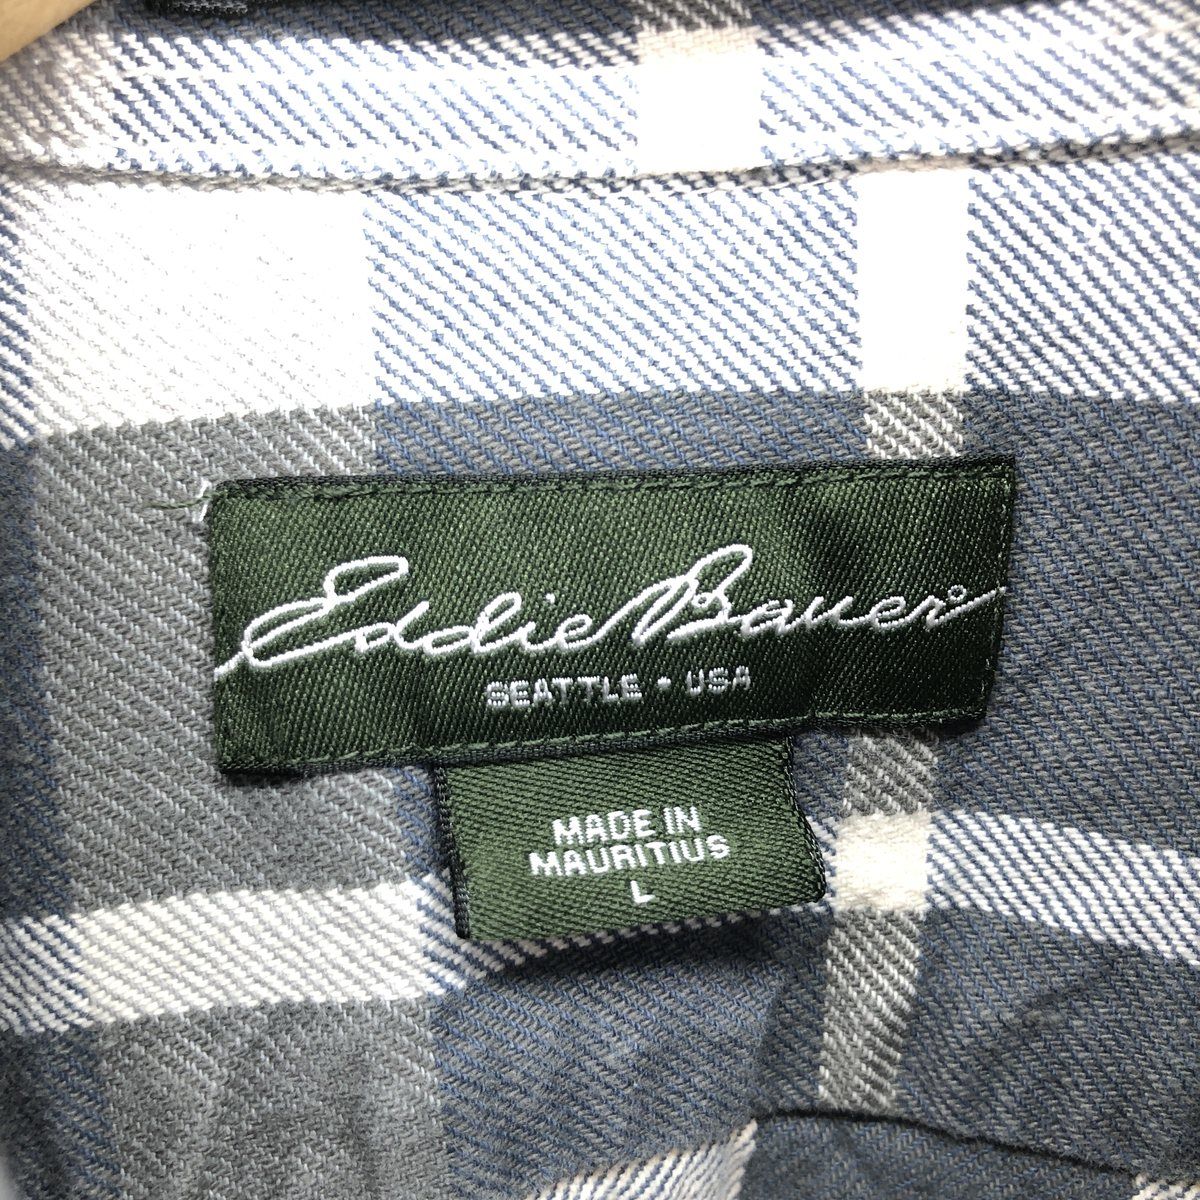 Eddie Bauer®
SEATTLE • USA
MADE IN
MAURITIUS
L